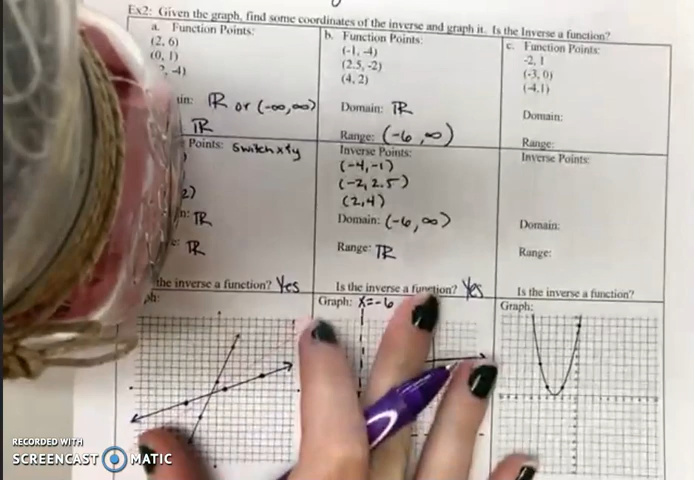 Ex2: Given the graph, find some coordinates of the inverse and graph it. Is the Inverse a function?
a. Function Points:
(2, 6)
(0, 1)
2, -4)
in: ℝ or (-∞,∞)
ℝ
Points: Switch x+y
)
2)
n: ℝ
e: ℝ
the inverse a function? Yes
ph:
b. Function Points:
(-1, -4)
(2.5, -2)
(4, 2)
Domain: ℝ
Range: (-6, ∞)
Inverse Points:
(-4,-1)
(-2, 2.5)
(2,4)
Domain: (-6, ∞)
Range: ℝ
Is the inverse a function? Yes
Graph: x=-6
c. Function Points:
-2, 1
(-3, 0)
(-4,1)
Domain:
Range:
Inverse Points:
Domain:
Range:
Is the inverse a function?
Graph:
RECORDED WITH
SCREENCAST-O-MATIC